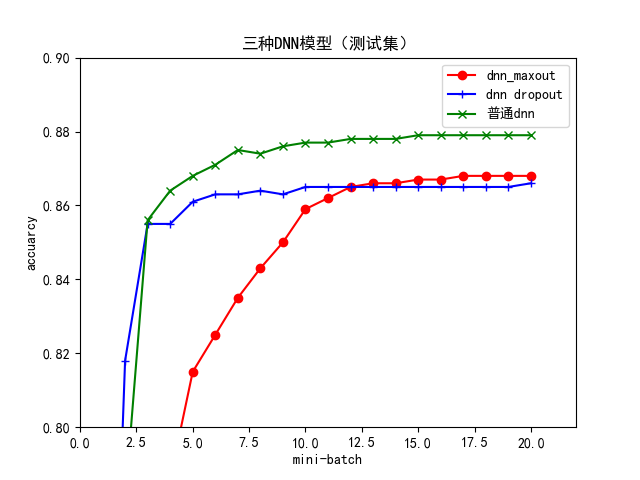 三种DNN模型（测试集）
dnn_maxout
dnn dropout
普通dnn
accuarcy
0.90
0.88
0.86
0.84
0.82
0.80
0.0 2.5 5.0 7.5 10.0 12.5 15.0 17.5 20.0
mini-batch